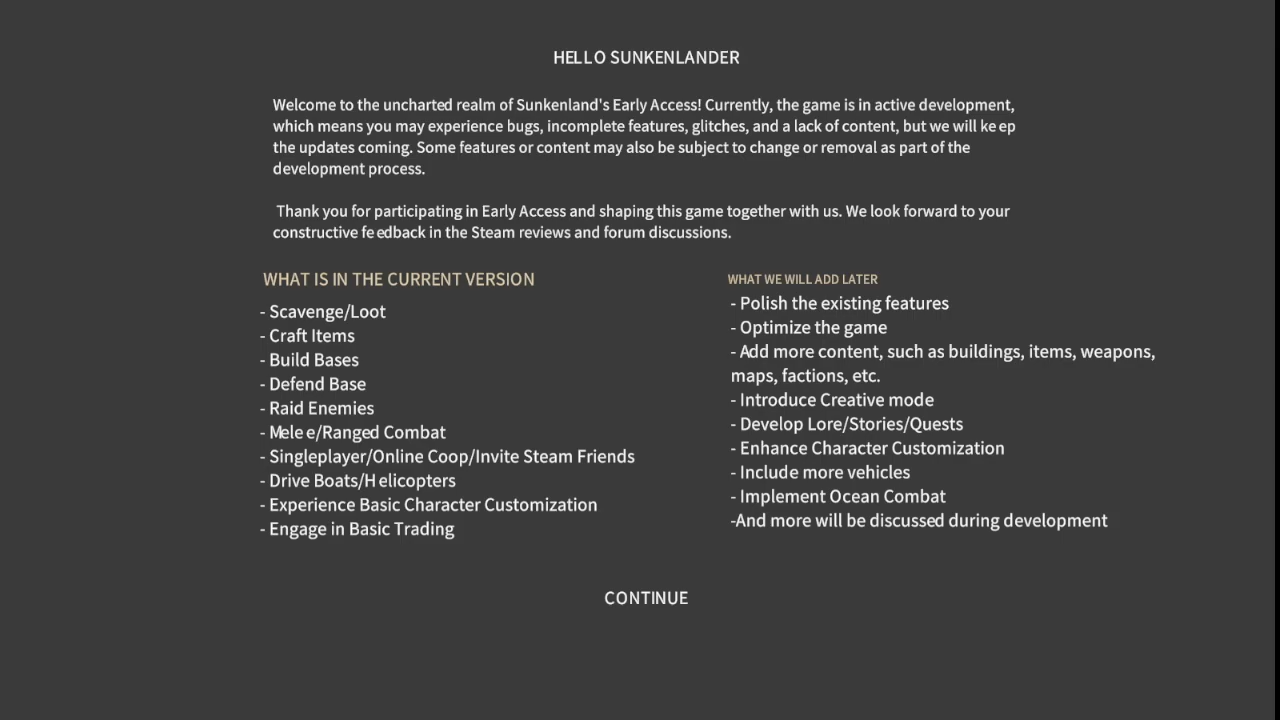 HELLO SUNKENLANDER
Welcome to the uncharted realm of Sunkenland's Early Access! Currently, the game is in active development,
which means you may experience bugs, incomplete features, glitches, and a lack of content, but we will keep
the updates coming. Some features or content may also be subject to change or removal as part of the
development process.
Thank you for participating in Early Access and shaping this game together with us. We look forward to your
constructive feedback in the Steam reviews and forum discussions.
WHAT IS IN THE CURRENT VERSION
- Scavenge/Loot
- Craft Items
- Build Bases
- Defend Base
- Raid Enemies
- Melee/Ranged Combat
- Singleplayer/Online Coop/Invite Steam Friends
- Drive Boats/Helicopters
- Experience Basic Character Customization
- Engage in Basic Trading
WHAT WE WILL ADD LATER
- Polish the existing features
- Optimize the game
- Add more content, such as buildings, items, weapons,
maps, factions, etc.
- Introduce Creative mode
- Develop Lore/Stories/Quests
- Enhance Character Customization
- Include more vehicles
- Implement Ocean Combat
-And more will be discussed during development
CONTINUE